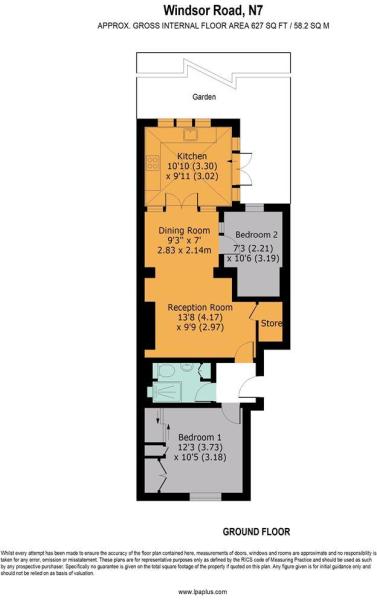 Windsor Road, N7
APPROX. GROSS INTERNAL FLOOR AREA 627 SQ FT / 58.2 SQ M
Garden
Kitchen
10'10 (3.30)
x 9'11 (3.02)
Dining Room
9'3" x 7'
2.83 x 2.14m
Bedroom 2
7'3 (2.21)
x 10'6 (3.19)
Reception Room
13'8 (4.17)
x 9'9 (2.97)
Store
Bedroom 1
12'3 (3.73)
x 10'5 (3.18)
GROUND FLOOR
Whilst every attempt has been made to ensure the accuracy of the floor plan contained here, measurements of doors, windows and rooms are approximate and no responsibility is
taken for any error, omission or misstatement. These plans are for representation purposes only as defined by the RICS code of Measuring Practice and should be used as such
by any prospective purchaser. Specifically no guarantee is given on the total square footage of the property if quoted on this plan. Any figure given is for initial guidance only and
should not be relied on as basis of valuation.
www.lpaplus.com